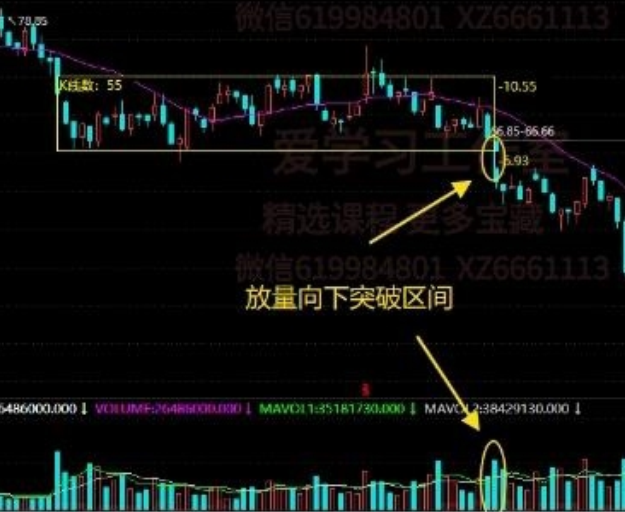 微信619984801 XZ6661113
78.85
K线数: 55
-10.55
66.85-66.66
-5.93
爱学习工作室
精选课程 更多宝藏
微信619984801 XZ6661113
放量向下突破区间
6486000.000↓ VOLUME:26486000.000↓ MAVOL1:35181730.000↓ MAVOL2:38429130.000↓